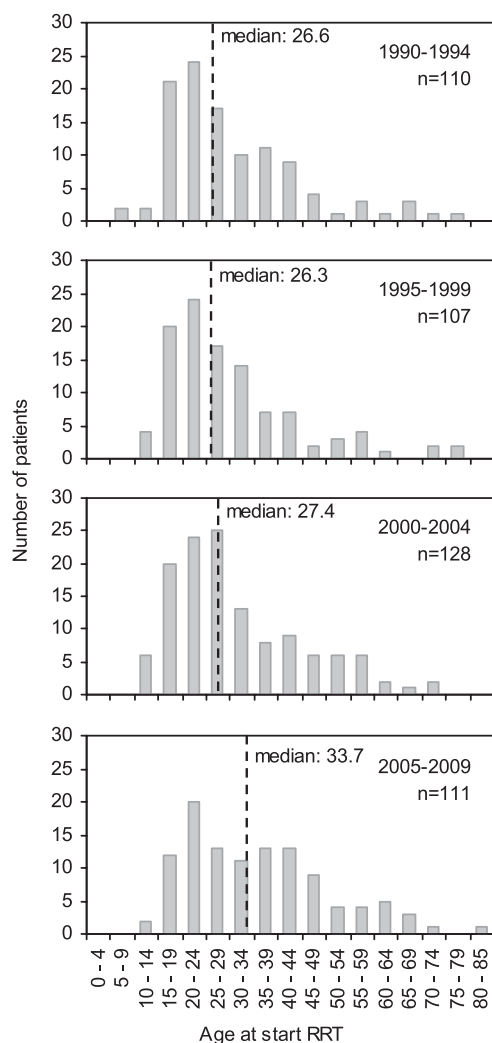 30
25
20
15
10
5
0
median: 26.6
1990-1994
n=110
30
25
20
15
10
5
0
median: 26.3
1995-1999
n=107
30
25
20
15
10
5
0
median: 27.4
2000-2004
n=128
30
25
20
15
10
5
0
median: 33.7
2005-2009
n=111
Number of patients
0 - 4
5 - 9
10 - 14
15 - 19
20 - 24
25 - 29
30 - 34
35 - 39
40 - 44
45 - 49
50 - 54
55 - 59
60 - 64
65 - 69
70 - 74
75 - 79
80 - 85
Age at start RRT